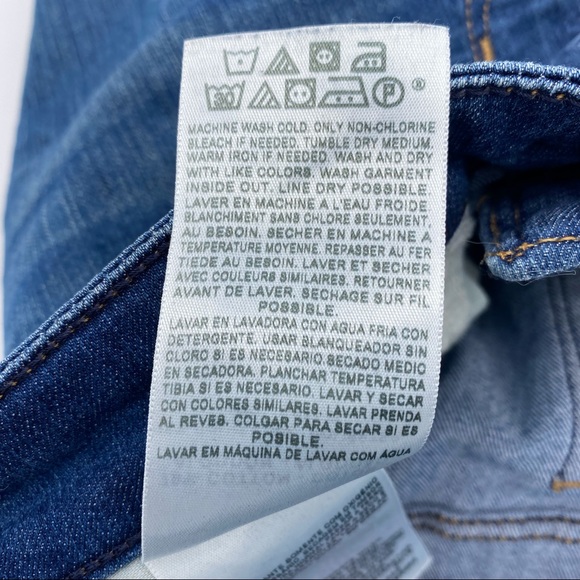 30 P ®
MACHINE WASH COLD. ONLY NON-CHLORINE
BLEACH IF NEEDED. TUMBLE DRY MEDIUM.
WARM IRON IF NEEDED. WASH AND DRY
WITH LIKE COLORS. WASH GARMENT
INSIDE OUT. LINE DRY POSSIBLE.
LAVER EN MACHINE A L'EAU FROIDE
BLANCHIMENT SANS CHLORE SEULEMENT,
AU BESOIN. SECHER EN MACHINE A
TEMPERATURE MOYENNE. REPASSER AU FER
TIEDE AU BESOIN. LAVER ET SECHER
AVEC COULEURS SIMILAIRES. RETOURNER
AVANT DE LAVER. SECHAGE SUR FIL
POSSIBLE.
LAVAR EN LAVADORA CON AGUA FRIA CON
DETERGENTE. USAR BLANQUEADOR SIN
CLORO SI ES NECESARIO. SECADO MEDIO
EN SECADORA. PLANCHAR TEMPERATURA
TIBIA SI ES NECESARIO. LAVAR Y SECAR
CON COLORES SIMILARES. LAVAR PRENDA
AL REVES. COLGAR PARA SECAR SI ES
POSIBLE.
LAVAR EM MÁQUINA DE LAVAR COM ÁGUA